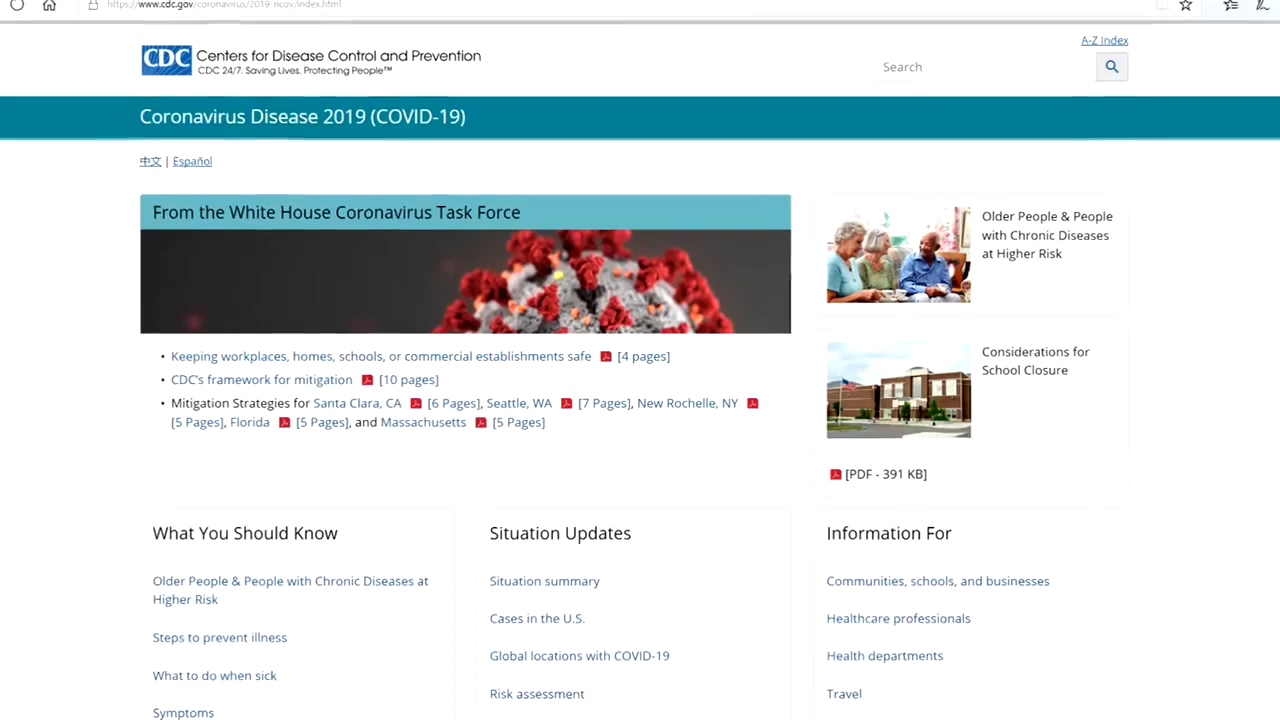 https://www.cdc.gov/coronavirus/2019-ncov/index.html
CDC Centers for Disease Control and Prevention
CDC 24/7: Saving Lives. Protecting People™
A-Z Index
Search
Coronavirus Disease 2019 (COVID-19)
中文 | Español
From the White House Coronavirus Task Force
• Keeping workplaces, homes, schools, or commercial establishments safe [4 pages]
• CDC's framework for mitigation [10 pages]
• Mitigation Strategies for Santa Clara, CA [6 Pages], Seattle, WA [7 Pages], New Rochelle, NY
[5 Pages], Florida [5 Pages], and Massachusetts [5 Pages]
Older People & People
with Chronic Diseases
at Higher Risk
Considerations for
School Closure
[PDF - 391 KB]
What You Should Know
Older People & People with Chronic Diseases at
Higher Risk
Steps to prevent illness
What to do when sick
Symptoms
Situation Updates
Situation summary
Cases in the U.S.
Global locations with COVID-19
Risk assessment
Information For
Communities, schools, and businesses
Healthcare professionals
Health departments
Travel